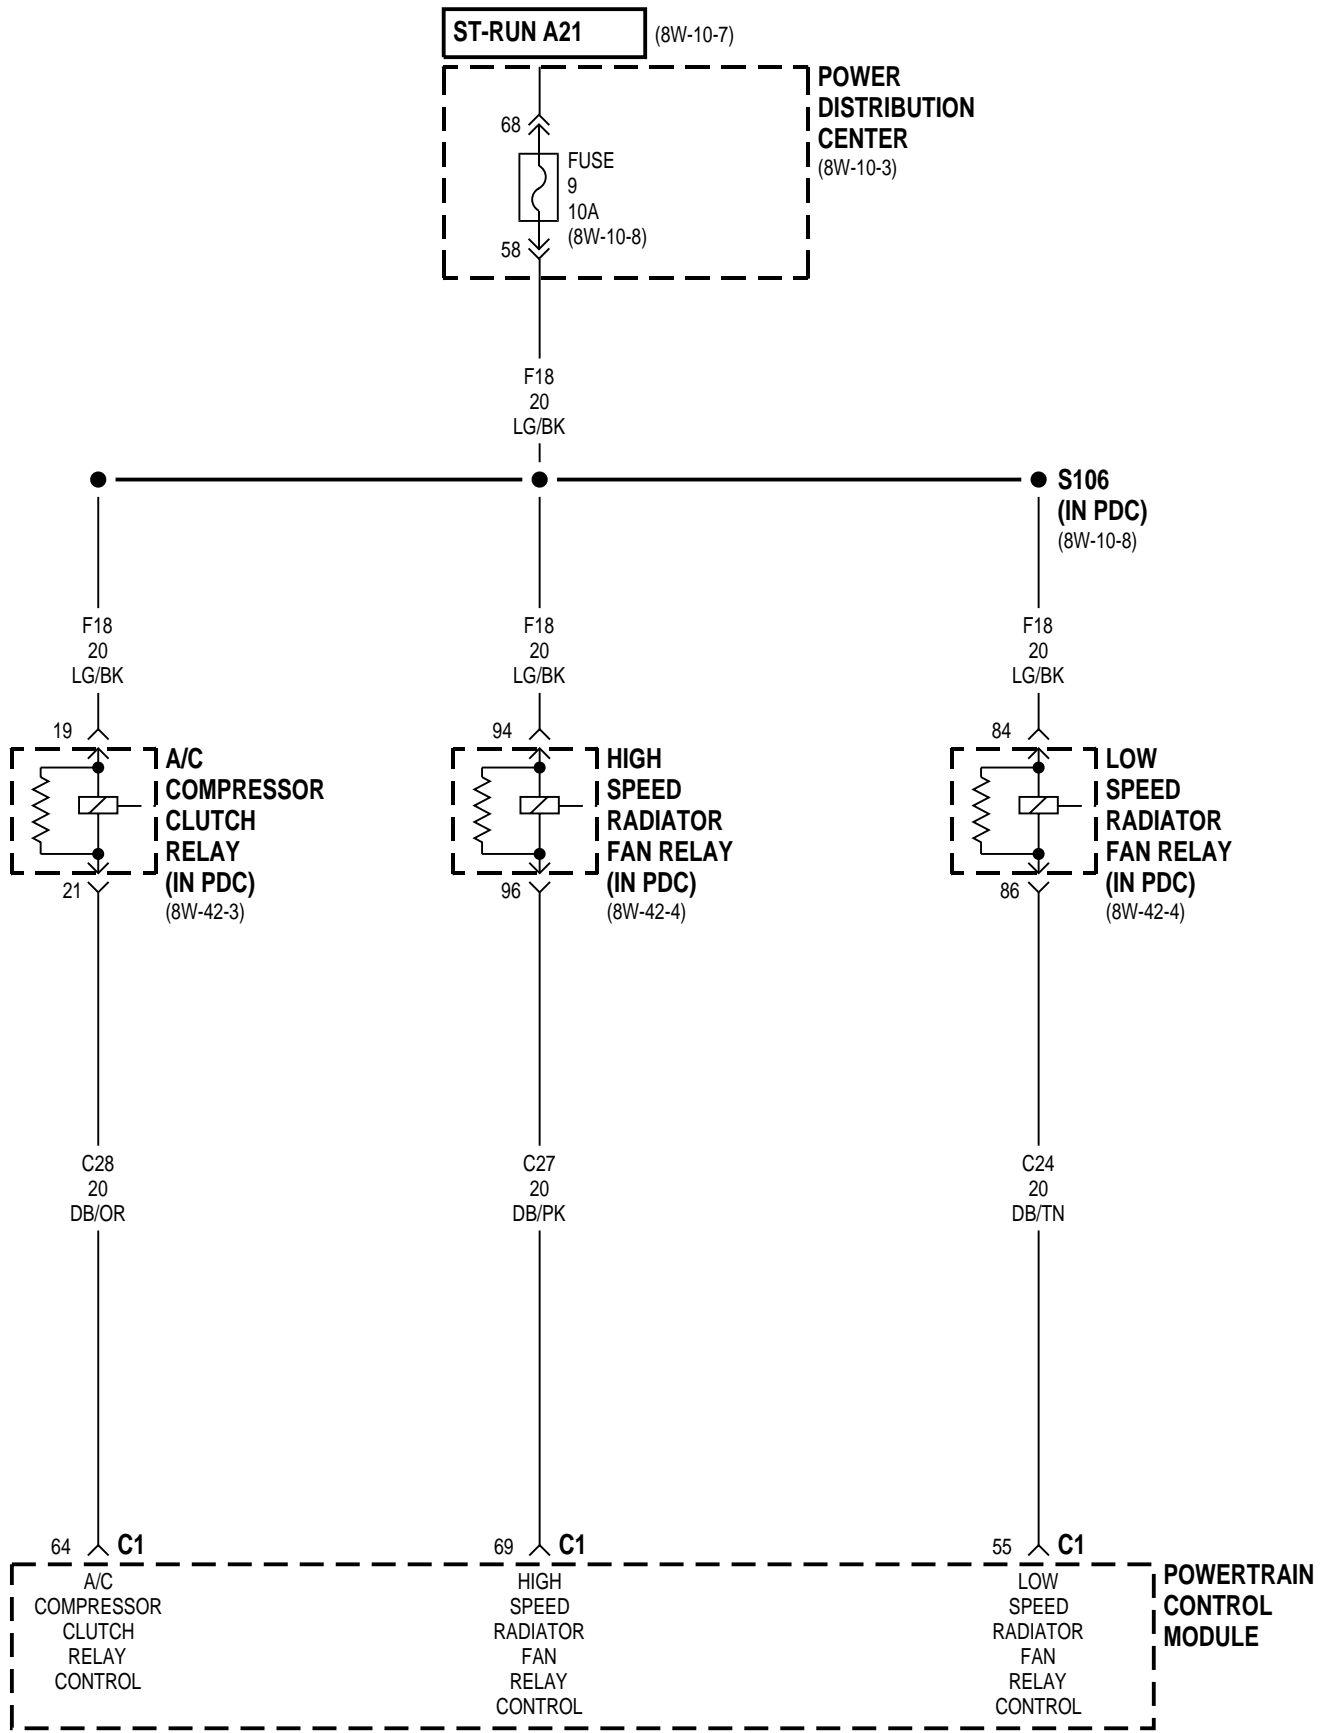 ST-RUN A21
(8W-10-7)
POWER
DISTRIBUTION
CENTER
(8W-10-3)
68
FUSE
9
10A
(8W-10-8)
58
F18
20
LG/BK
S106
(IN PDC)
(8W-10-8)
F18
20
LG/BK
F18
20
LG/BK
F18
20
LG/BK
19
A/C
COMPRESSOR
CLUTCH
RELAY
(IN PDC)
(8W-42-3)
21
94
HIGH
SPEED
RADIATOR
FAN RELAY
(IN PDC)
(8W-42-4)
96
84
LOW
SPEED
RADIATOR
FAN RELAY
(IN PDC)
(8W-42-4)
86
C28
20
DB/OR
C27
20
DB/PK
C24
20
DB/TN
64
C1
69
C1
55
C1
A/C
COMPRESSOR
CLUTCH
RELAY
CONTROL
HIGH
SPEED
RADIATOR
FAN
RELAY
CONTROL
LOW
SPEED
RADIATOR
FAN
RELAY
CONTROL
POWERTRAIN
CONTROL
MODULE